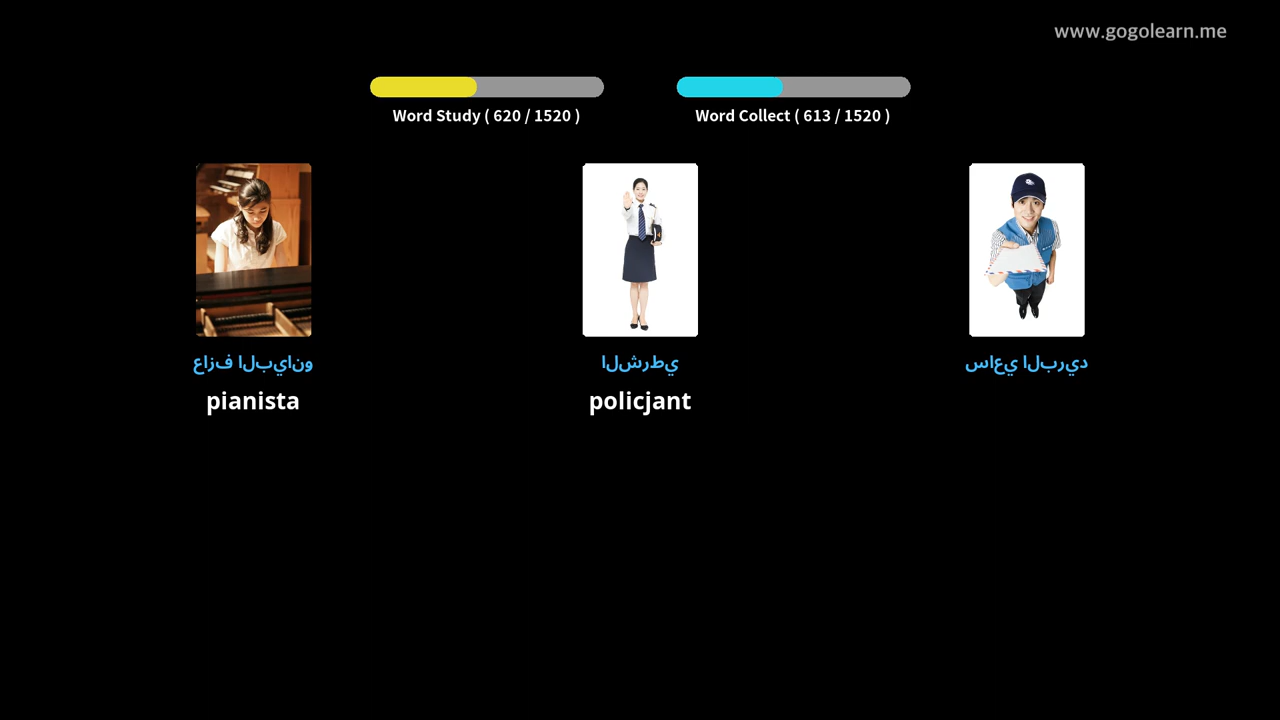 www.gogolearn.me
Word Study ( 620 / 1520 )
Word Collect ( 613 / 1520 )
عازف البيانو
الشرطي
ساعي البريد
pianista
policjant